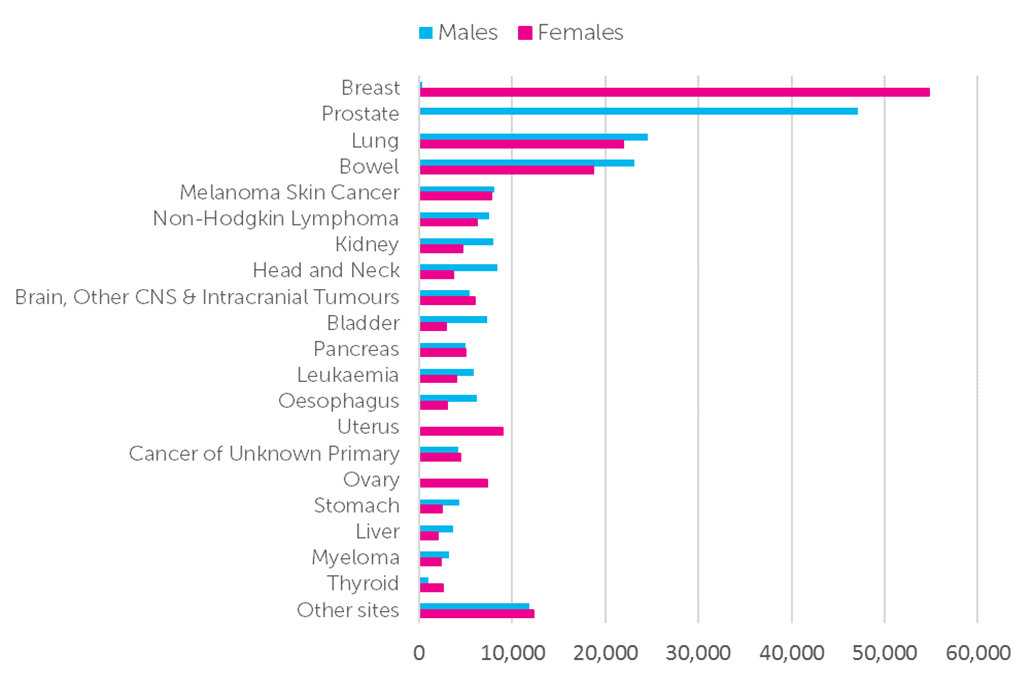 Males Females
Breast
Prostate
Lung
Bowel
Melanoma Skin Cancer
Non-Hodgkin Lymphoma
Kidney
Head and Neck
Brain, Other CNS & Intracranial Tumours
Bladder
Pancreas
Leukaemia
Oesophagus
Uterus
Cancer of Unknown Primary
Ovary
Stomach
Liver
Myeloma
Thyroid
Other sites
0 10,000 20,000 30,000 40,000 50,000 60,000